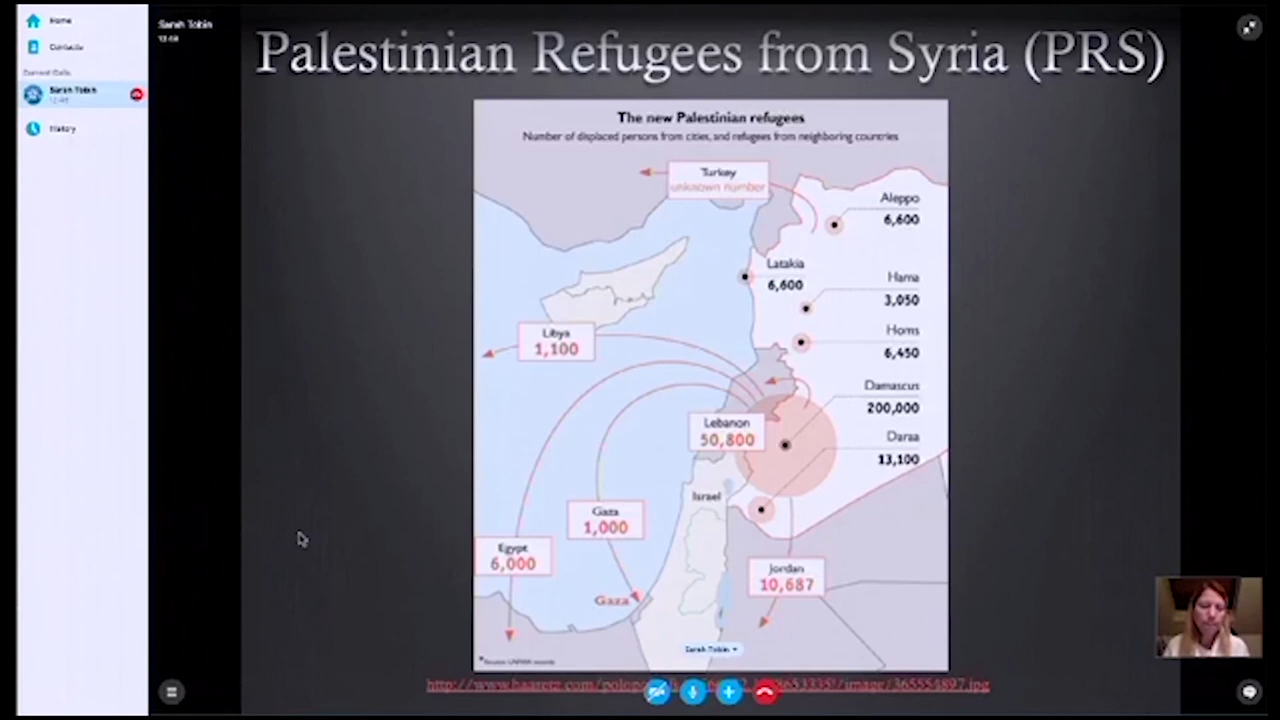 Home
Contacts
Current Calls
Sarah Tobin
History
Sarah Tobin
Palestinian Refugees from Syria (PRS)
The new Palestinian refugees
Number of displaced persons from cities, and refugees from neighboring countries
Turkey
unknown number
Aleppo
6,600
Latakia
6,600
Hama
3,050
Homs
6,450
Libya
1,100
Damascus
200,000
Lebanon
50,800
Daraa
13,100
Israel
Gaza
1,000
Egypt
6,000
Jordan
10,687
Gaza
Sarah Tobin
*Source: UNRWA records